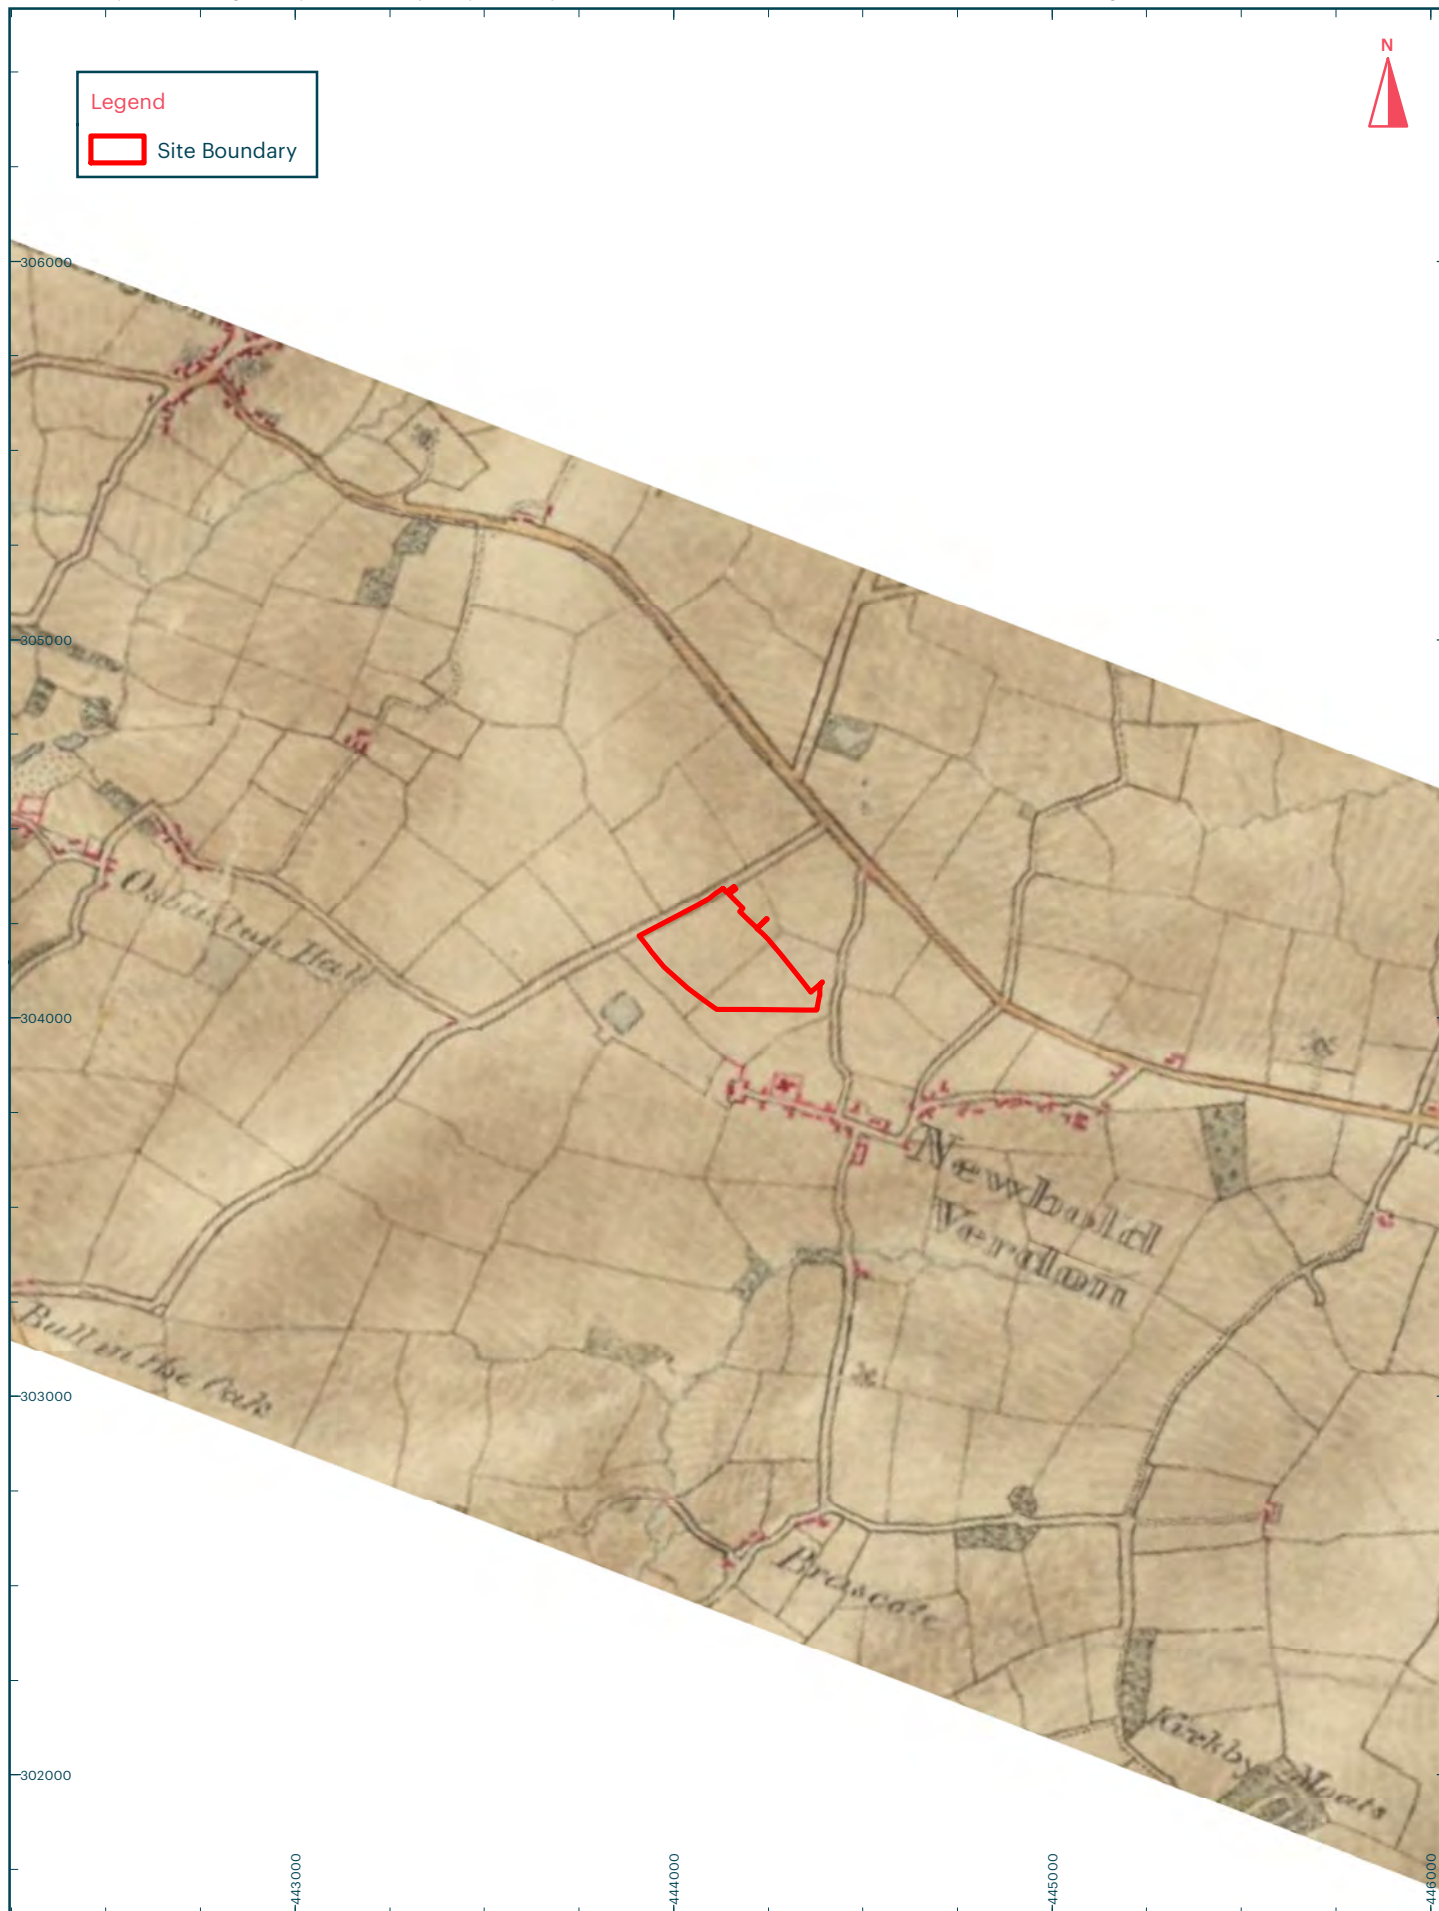 N
Legend
Site Boundary
306000
305000
Osbaston Hall
304000
Newbold
Verdon
Bull in the Oak
303000
Brascote
Kirkby Moats
302000
443000
444000
445000
446000